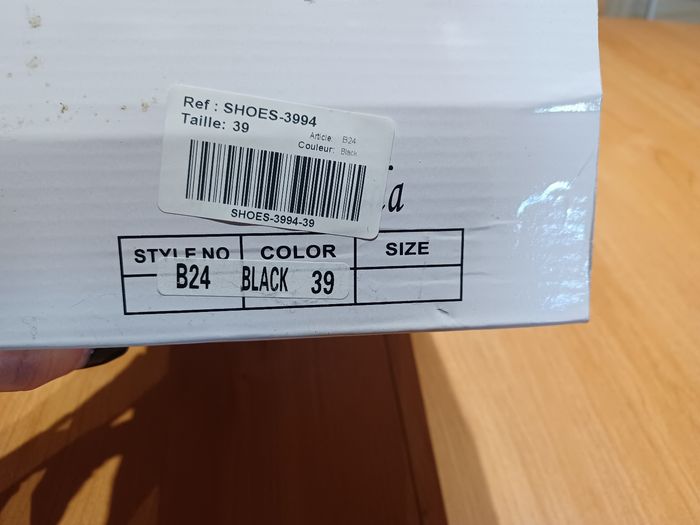 Ref : SHOES-3994
Taille: 39
Article: B24
Couleur: Black
SHOES-3994-39
a
STYLE NO COLOR SIZE
B24 BLACK 39